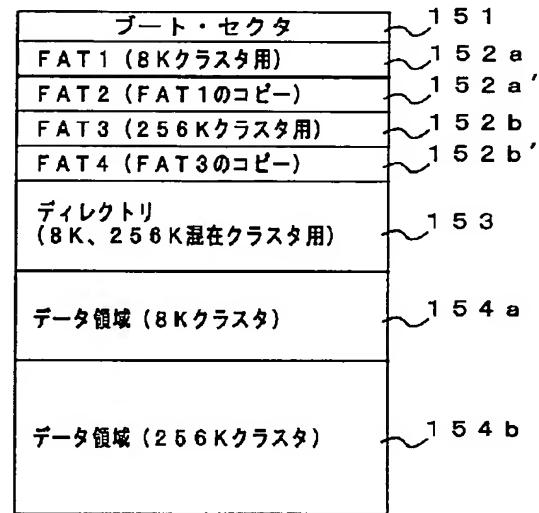 ブート・セクタ 151
FAT1(8Kクラスタ用) 152a
FAT2(FAT1のコピー) 152a'
FAT3(256Kクラスタ用) 152b
FAT4(FAT3のコピー) 152b'
ディレクトリ
(8K、256K混在クラスタ用) 153
データ領域(8Kクラスタ) 154a
データ領域(256Kクラスタ) 154b